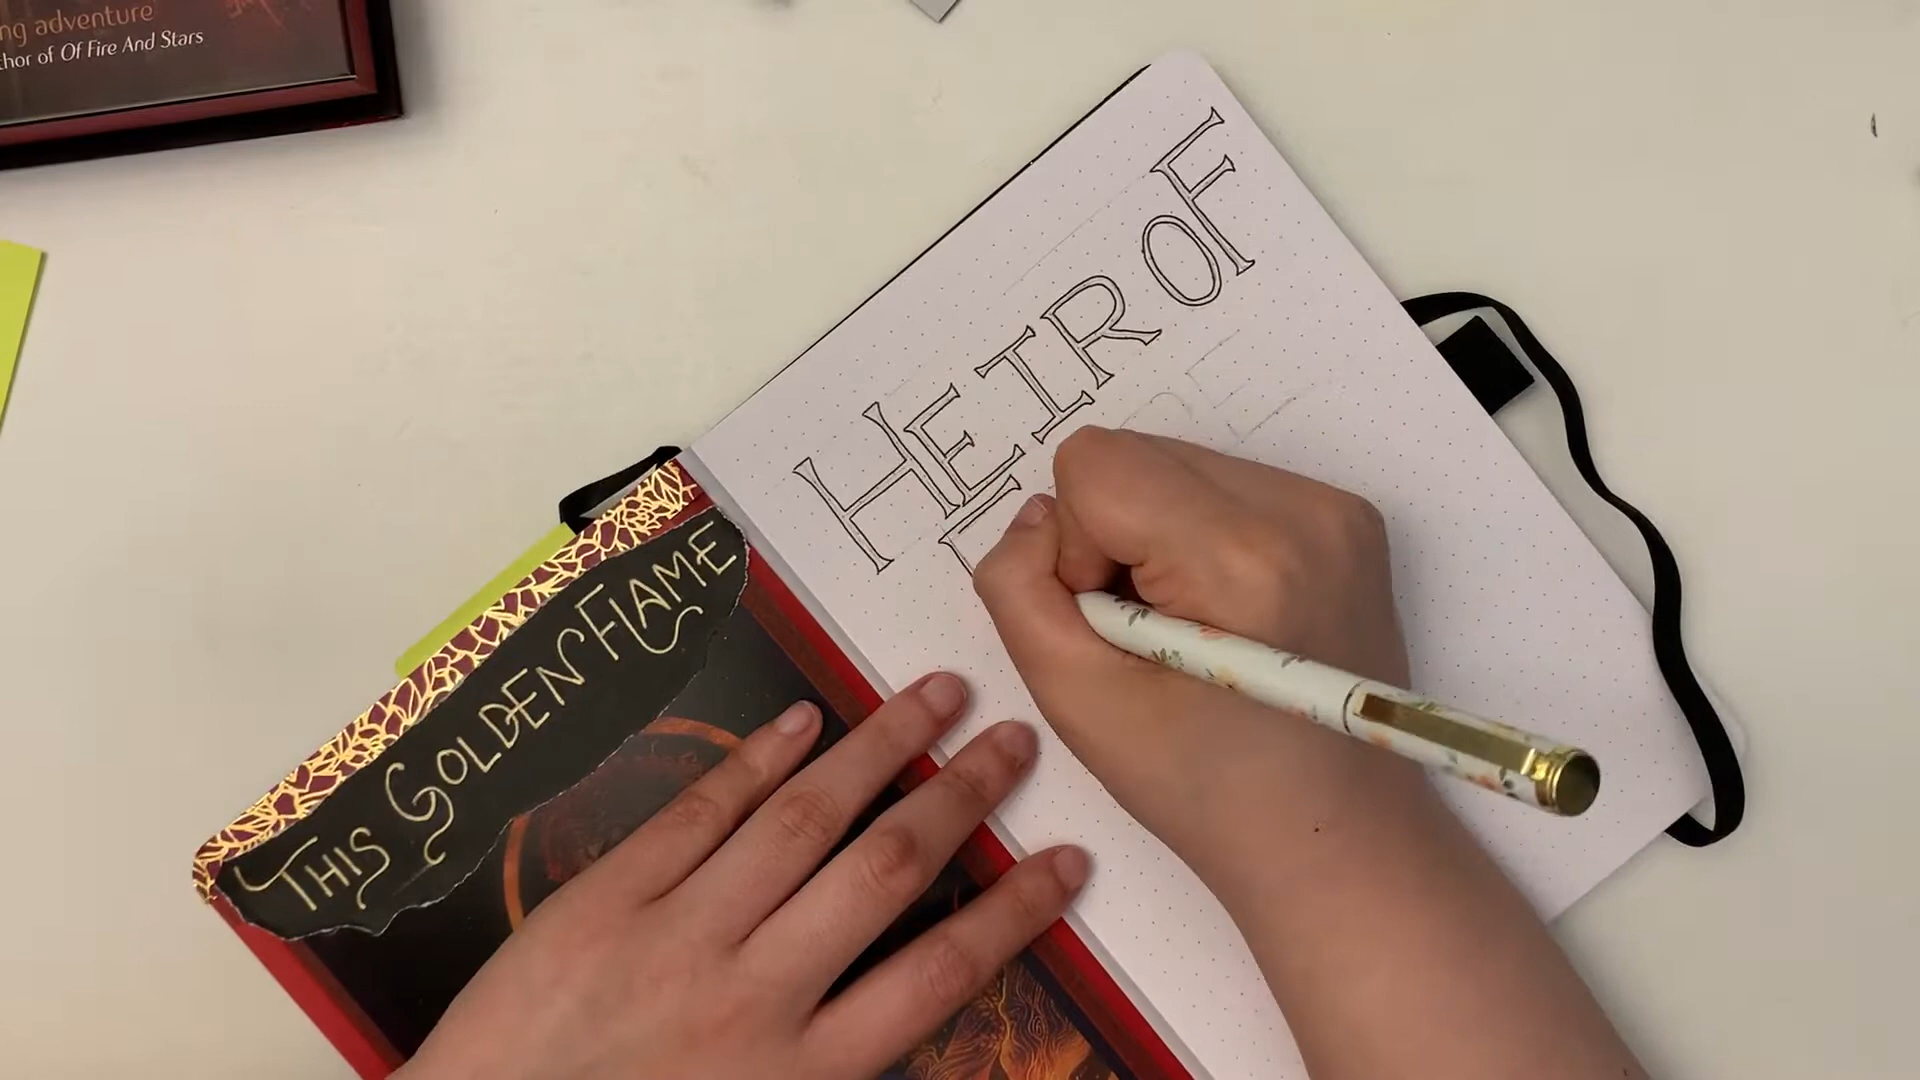 ng adventure
thor of Of Fire And Stars
HEIR OF
THIS GOLDEN FLAME